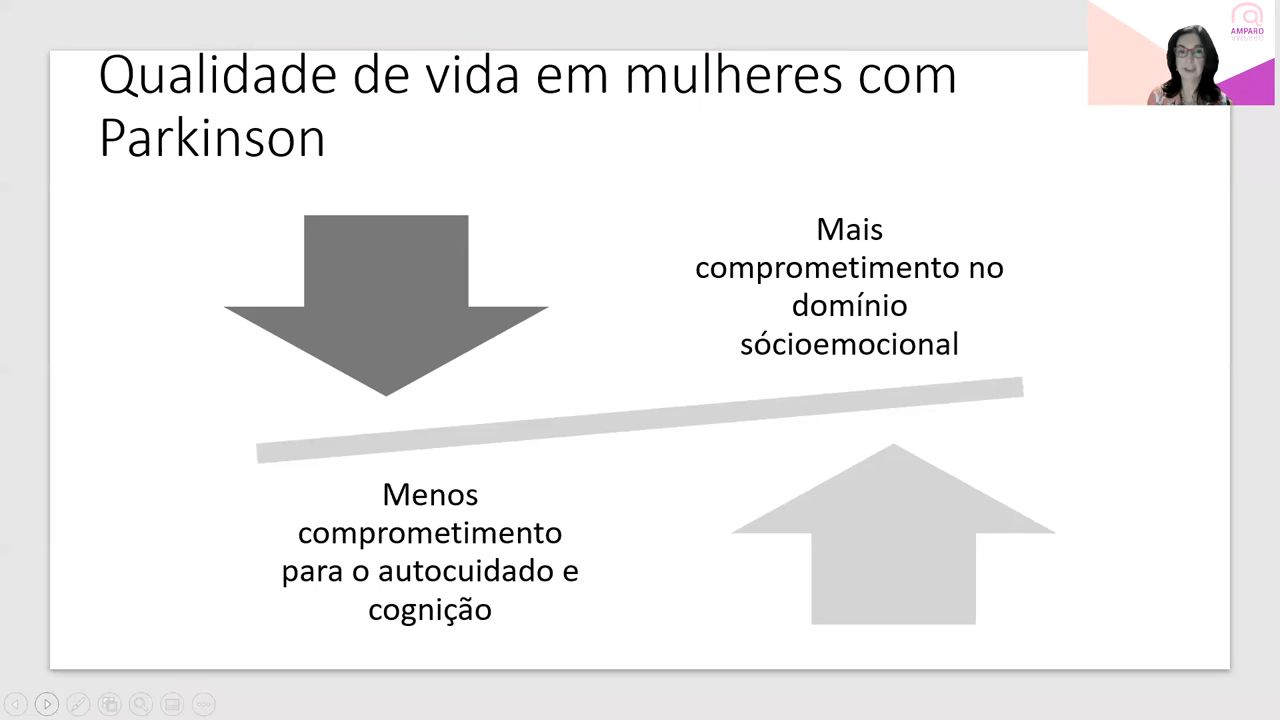 Qualidade de vida em mulheres com
Parkinson
AMPARO
Mais
comprometimento no
domínio
sócioemocional
Menos
comprometimento
para o autocuidado e
cognição